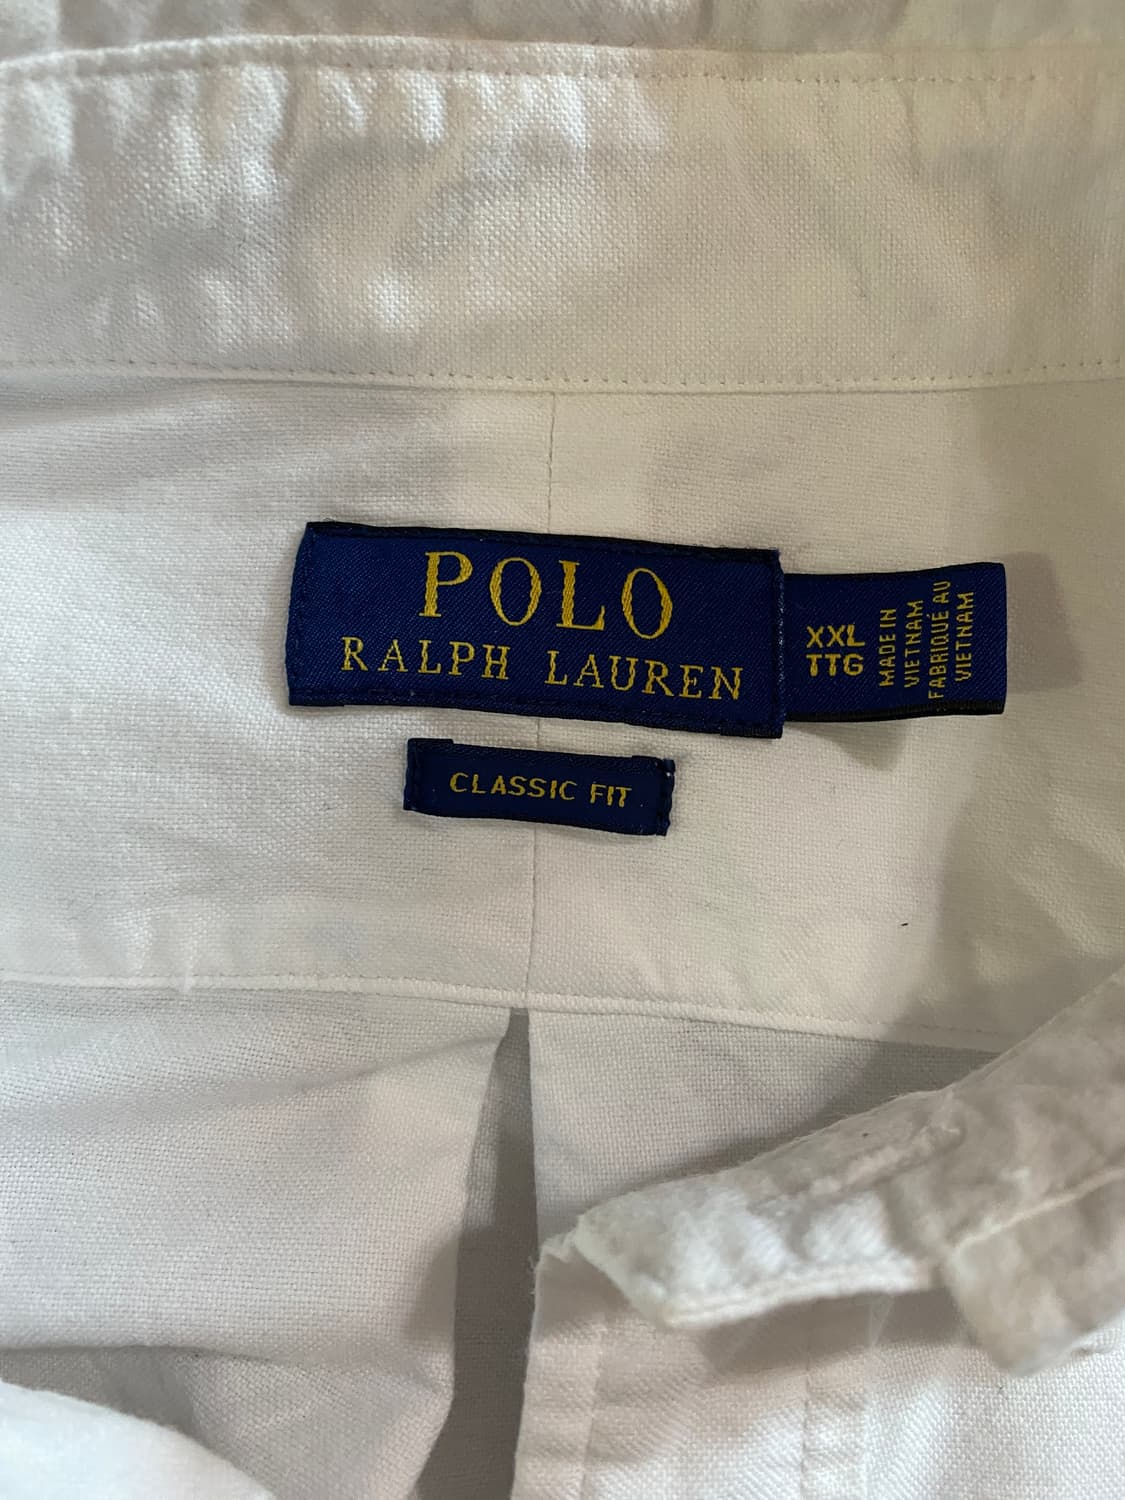 POLO
RALPH LAUREN
XXL
TTG
MADE IN
VIETNAM
FABRIQUÉ AU
VIETNAM
CLASSIC FIT